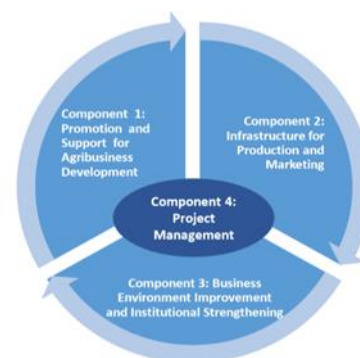 Component 1:
Promotion and
Support for
Agribusiness
Development
Component 2:
Infrastructure for
Production and
Marketing
Component 4:
Project
Management
Component 3: Business
Environment Improvement
and Institutional Strengthening